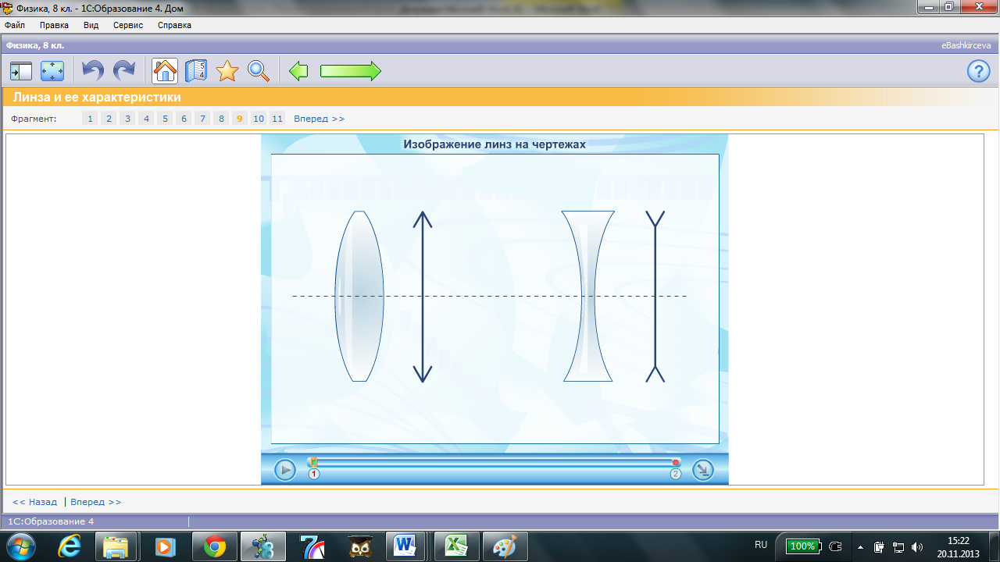 Физика, 8 кл. - 1С:Образование 4. Дом
Файл Правка Вид Сервис Справка
Физика, 8 кл. eBashkirceva
5
4
?
Линза и ее характеристики
Фрагмент: 1 2 3 4 5 6 7 8 9 10 11 Вперед >>
Изображение линз на чертежах
1 2
<< Назад | Вперед >>
1С:Образование 4
RU 100% 15:22
20.11.2013